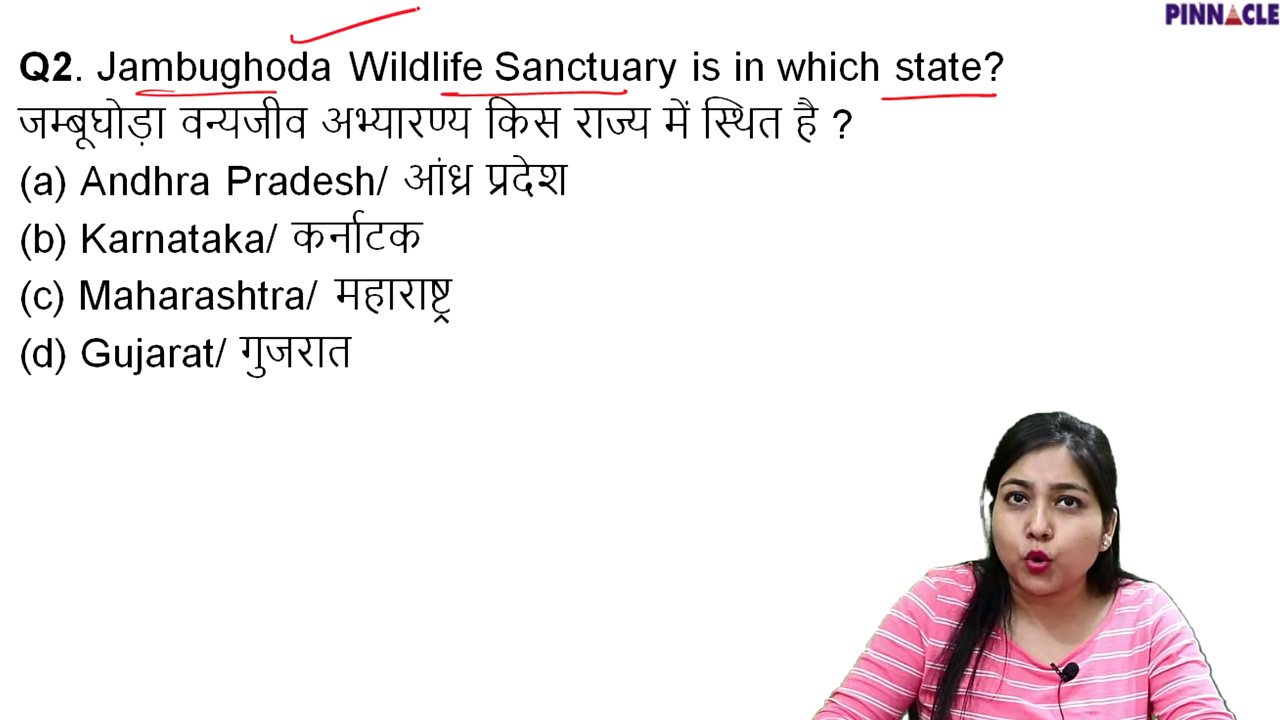 PINNACLE
Q2. Jambughoda Wildlife Sanctuary is in which state?
जम्बूघोड़ा वन्यजीव अभ्यारण्य किस राज्य में स्थित है ?
(a) Andhra Pradesh/ आंध्र प्रदेश
(b) Karnataka/ कर्नाटक
(c) Maharashtra/ महाराष्ट्र
(d) Gujarat/ गुजरात